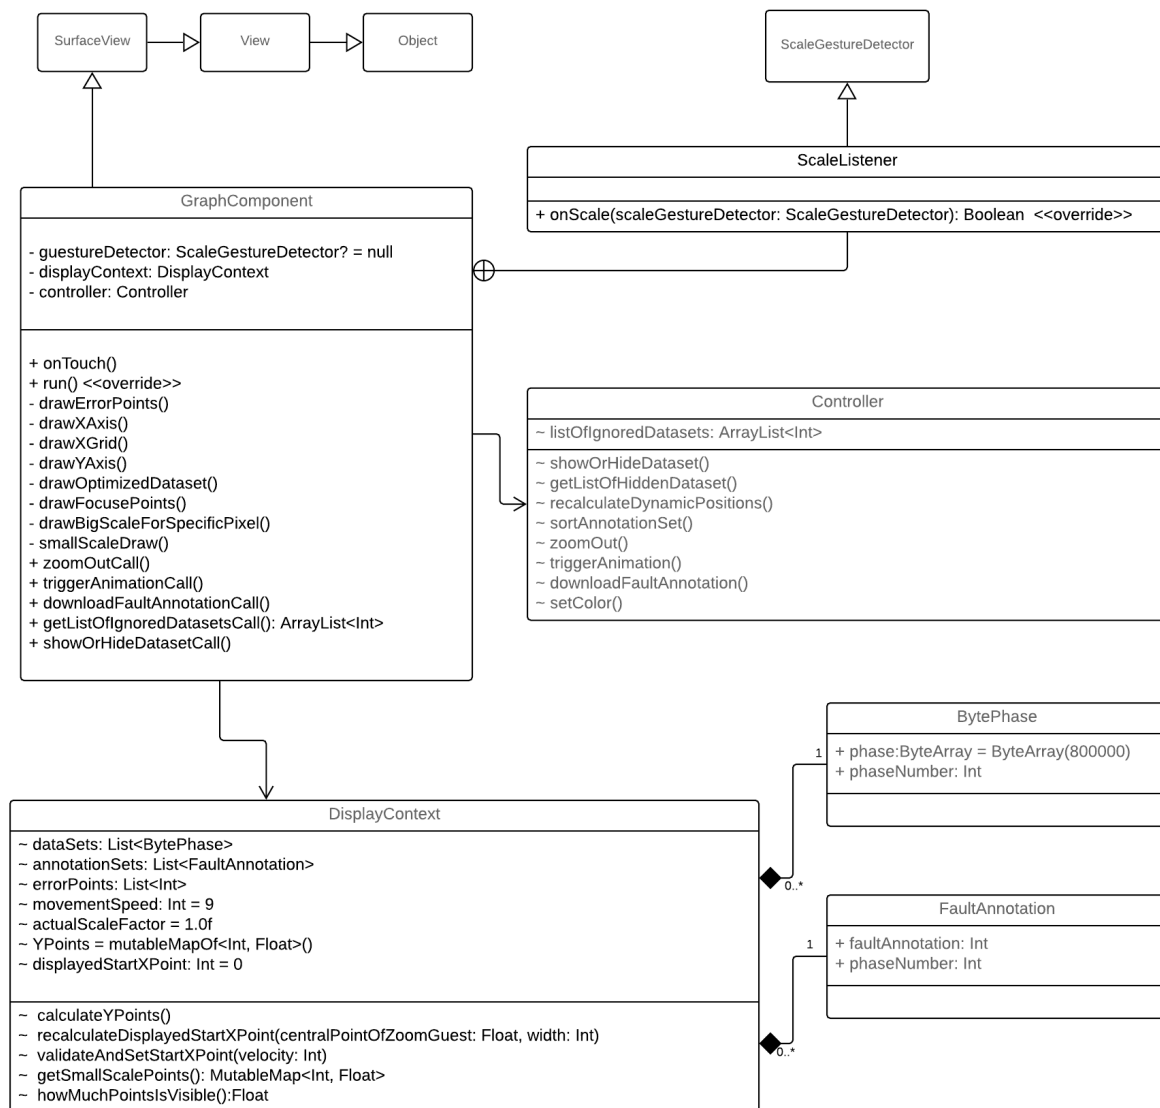 SurfaceView
View
Object
ScaleGestureDetector
ScaleListener
+ onScale(scaleGestureDetector: ScaleGestureDetector): Boolean <<override>>
GraphComponent
- guestureDetector: ScaleGestureDetector? = null
- displayContext: DisplayContext
- controller: Controller
+ onTouch()
+ run() <<override>>
- drawErrorPoints()
- drawXAxis()
- drawXGrid()
- drawYAxis()
- drawOptimizedDataset()
- drawFocusePoints()
- drawBigScaleForSpecificPixel()
- smallScaleDraw()
+ zoomOutCall()
+ triggerAnimationCall()
+ downloadFaultAnnotationCall()
+ getListOfIgnoredDatasetsCall(): ArrayList<Int>
+ showOrHideDatasetCall()
Controller
~ listOfIgnoredDatasets: ArrayList<Int>
~ showOrHideDataset()
~ getListOfHiddenDataset()
~ recalculateDynamicPositions()
~ sortAnnotationSet()
~ zoomOut()
~ triggerAnimation()
~ downloadFaultAnnotation()
~ setColor()
BytePhase
+ phase:ByteArray = ByteArray(800000)
+ phaseNumber: Int
1
0..*
FaultAnnotation
+ faultAnnotation: Int
+ phaseNumber: Int
1
0..*
DisplayContext
~ dataSets: List<BytePhase>
~ annotationSets: List<FaultAnnotation>
~ errorPoints: List<Int>
~ movementSpeed: Int = 9
~ actualScaleFactor = 1.0f
~ YPoints = mutableMapOf<Int, Float>()
~ displayedStartXPoint: Int = 0
~ calculateYPoints()
~ recalculateDisplayedStartXPoint(centralPointOfZoomGuest: Float, width: Int)
~ validateAndSetStartXPoint(velocity: Int)
~ getSmallScalePoints(): MutableMap<Int, Float>
~ howMuchPointsIsVisible():Float